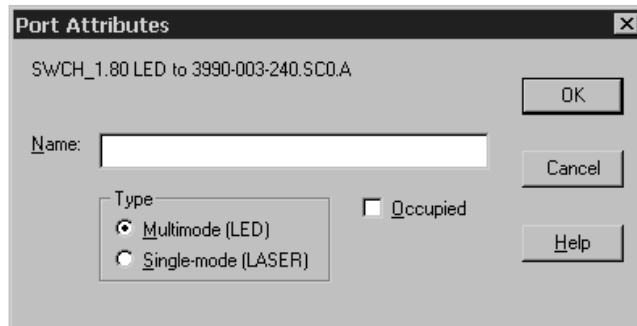 Port Attributes
SWCH_1.80 LED to 3990-003-240.SC0.A
OK
Name:
Cancel
Type
Occupied
Multimode (LED)
Single-mode (LASER)
Help